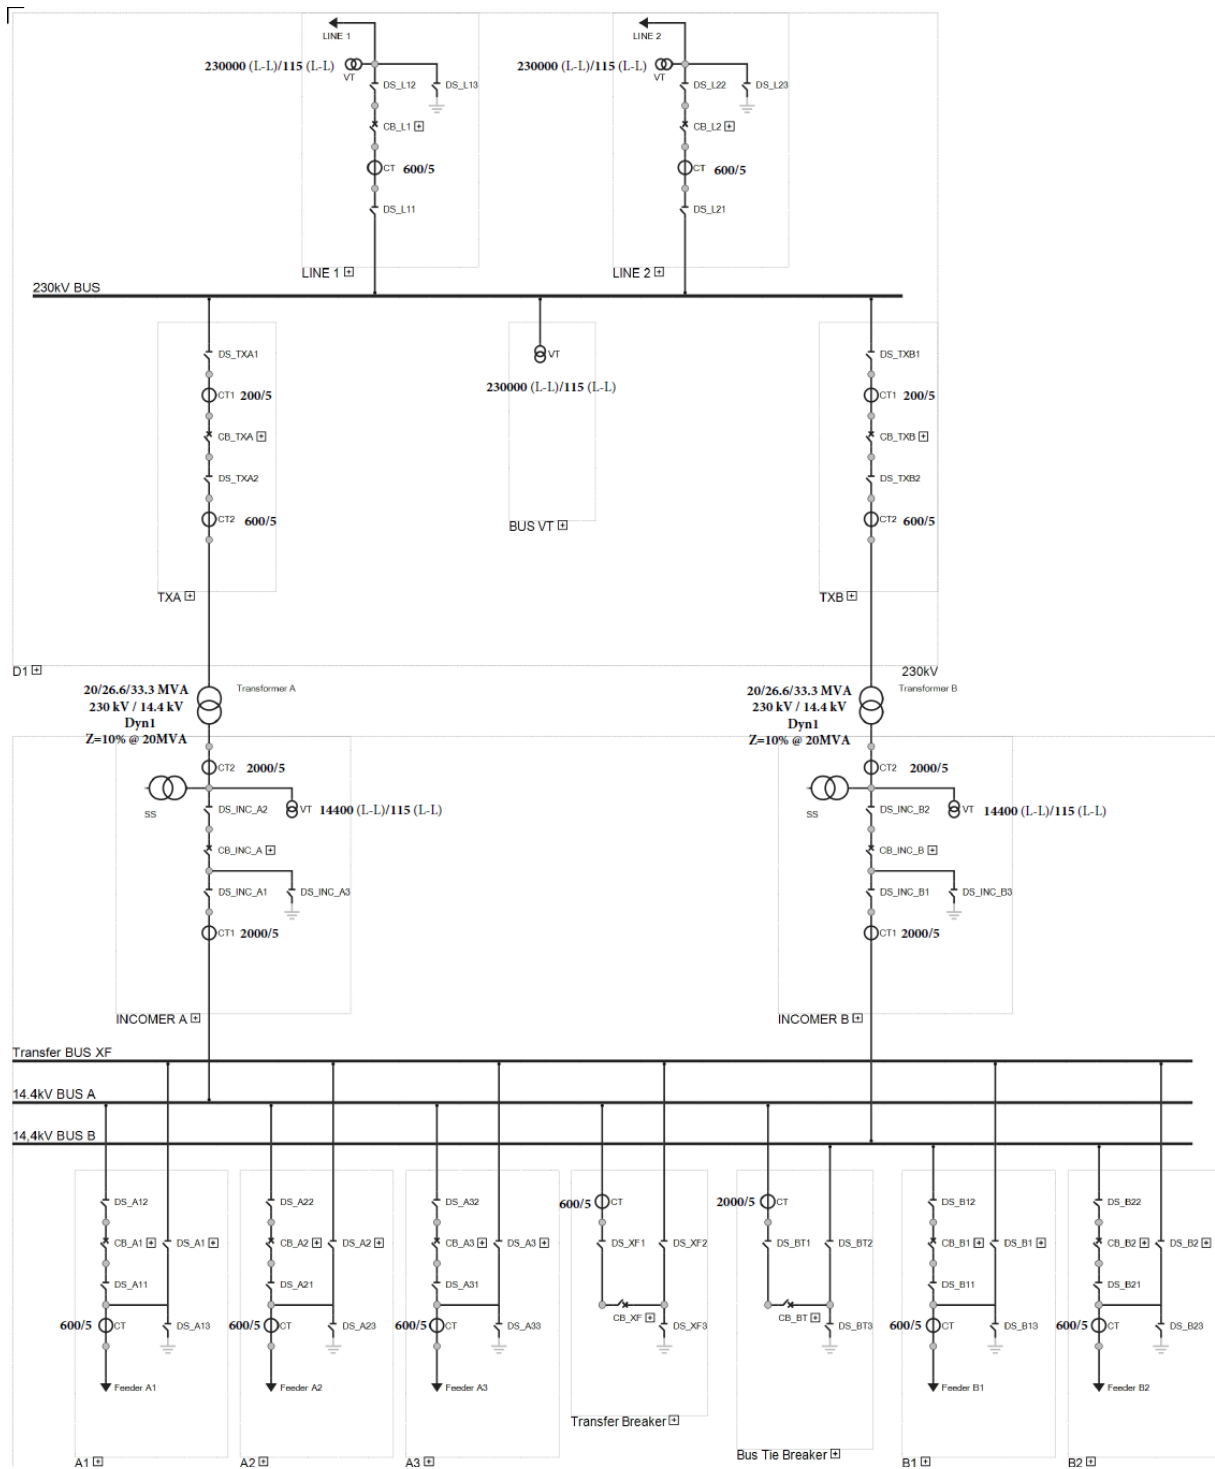 LINE 1
LINE 2
230000 (L-L)/115 (L-L)
VT
230000 (L-L)/115 (L-L)
VT
DS_L12
DS_L13
DS_L22
DS_L23
CB_L1
CB_L2
CT 600/5
CT 600/5
DS_L11
DS_L21
LINE 1
LINE 2
230kV BUS
DS_TXA1
VT
DS_TXB1
230000 (L-L)/115 (L-L)
CT1 200/5
CT1 200/5
CB_TXA
CB_TXB
DS_TXA2
DS_TXB2
CT2 600/5
CT2 600/5
BUS VT
TXA
TXB
D1
230kV
20/26.6/33.3 MVA
230 kV / 14.4 kV
Dyn1
Z=10% @ 20MVA
Transformer A
20/26.6/33.3 MVA
230 kV / 14.4 kV
Dyn1
Z=10% @ 20MVA
Transformer B
CT2 2000/5
CT2 2000/5
SS
DS_INC_A2
VT 14400 (L-L)/115 (L-L)
SS
DS_INC_B2
VT 14400 (L-L)/115 (L-L)
CB_INC_A
CB_INC_B
DS_INC_A1
DS_INC_A3
DS_INC_B1
DS_INC_B3
CT1 2000/5
CT1 2000/5
INCOMER A
INCOMER B
Transfer BUS XF
14.4kV BUS A
14,4kV BUS B
DS_A12
DS_A22
DS_A32
600/5 CT
2000/5 CT
DS_B12
DS_B22
CB_A1
DS_A1
CB_A2
DS_A2
CB_A3
DS_A3
DS_XF1
DS_XF2
DS_BT1
DS_BT2
CB_B1
DS_B1
CB_B2
DS_B2
DS_A11
DS_A21
DS_A31
DS_B11
DS_B21
CB_XF
CB_BT
600/5 CT
DS_A13
600/5 CT
DS_A23
600/5 CT
DS_A33
DS_XF3
DS_BT3
600/5 CT
DS_B13
600/5 CT
DS_B23
Feeder A1
Feeder A2
Feeder A3
Feeder B1
Feeder B2
Transfer Breaker
Bus Tie Breaker
A1
A2
A3
B1
B2